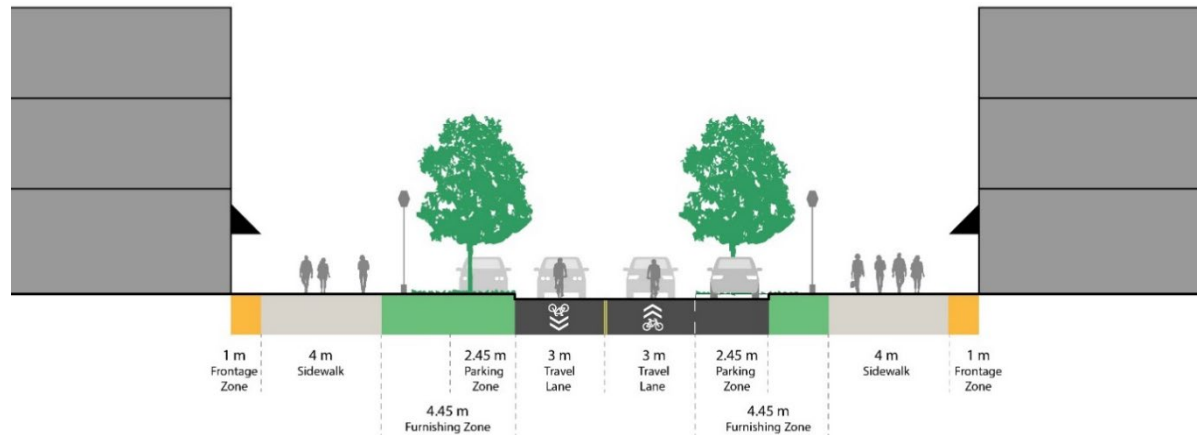 1 m
Frontage
Zone
4 m
Sidewalk
2.45 m
Parking
Zone
3 m
Travel
Lane
3 m
Travel
Lane
2.45 m
Parking
Zone
4 m
Sidewalk
1 m
Frontage
Zone
4.45 m
Furnishing Zone
4.45 m
Furnishing Zone